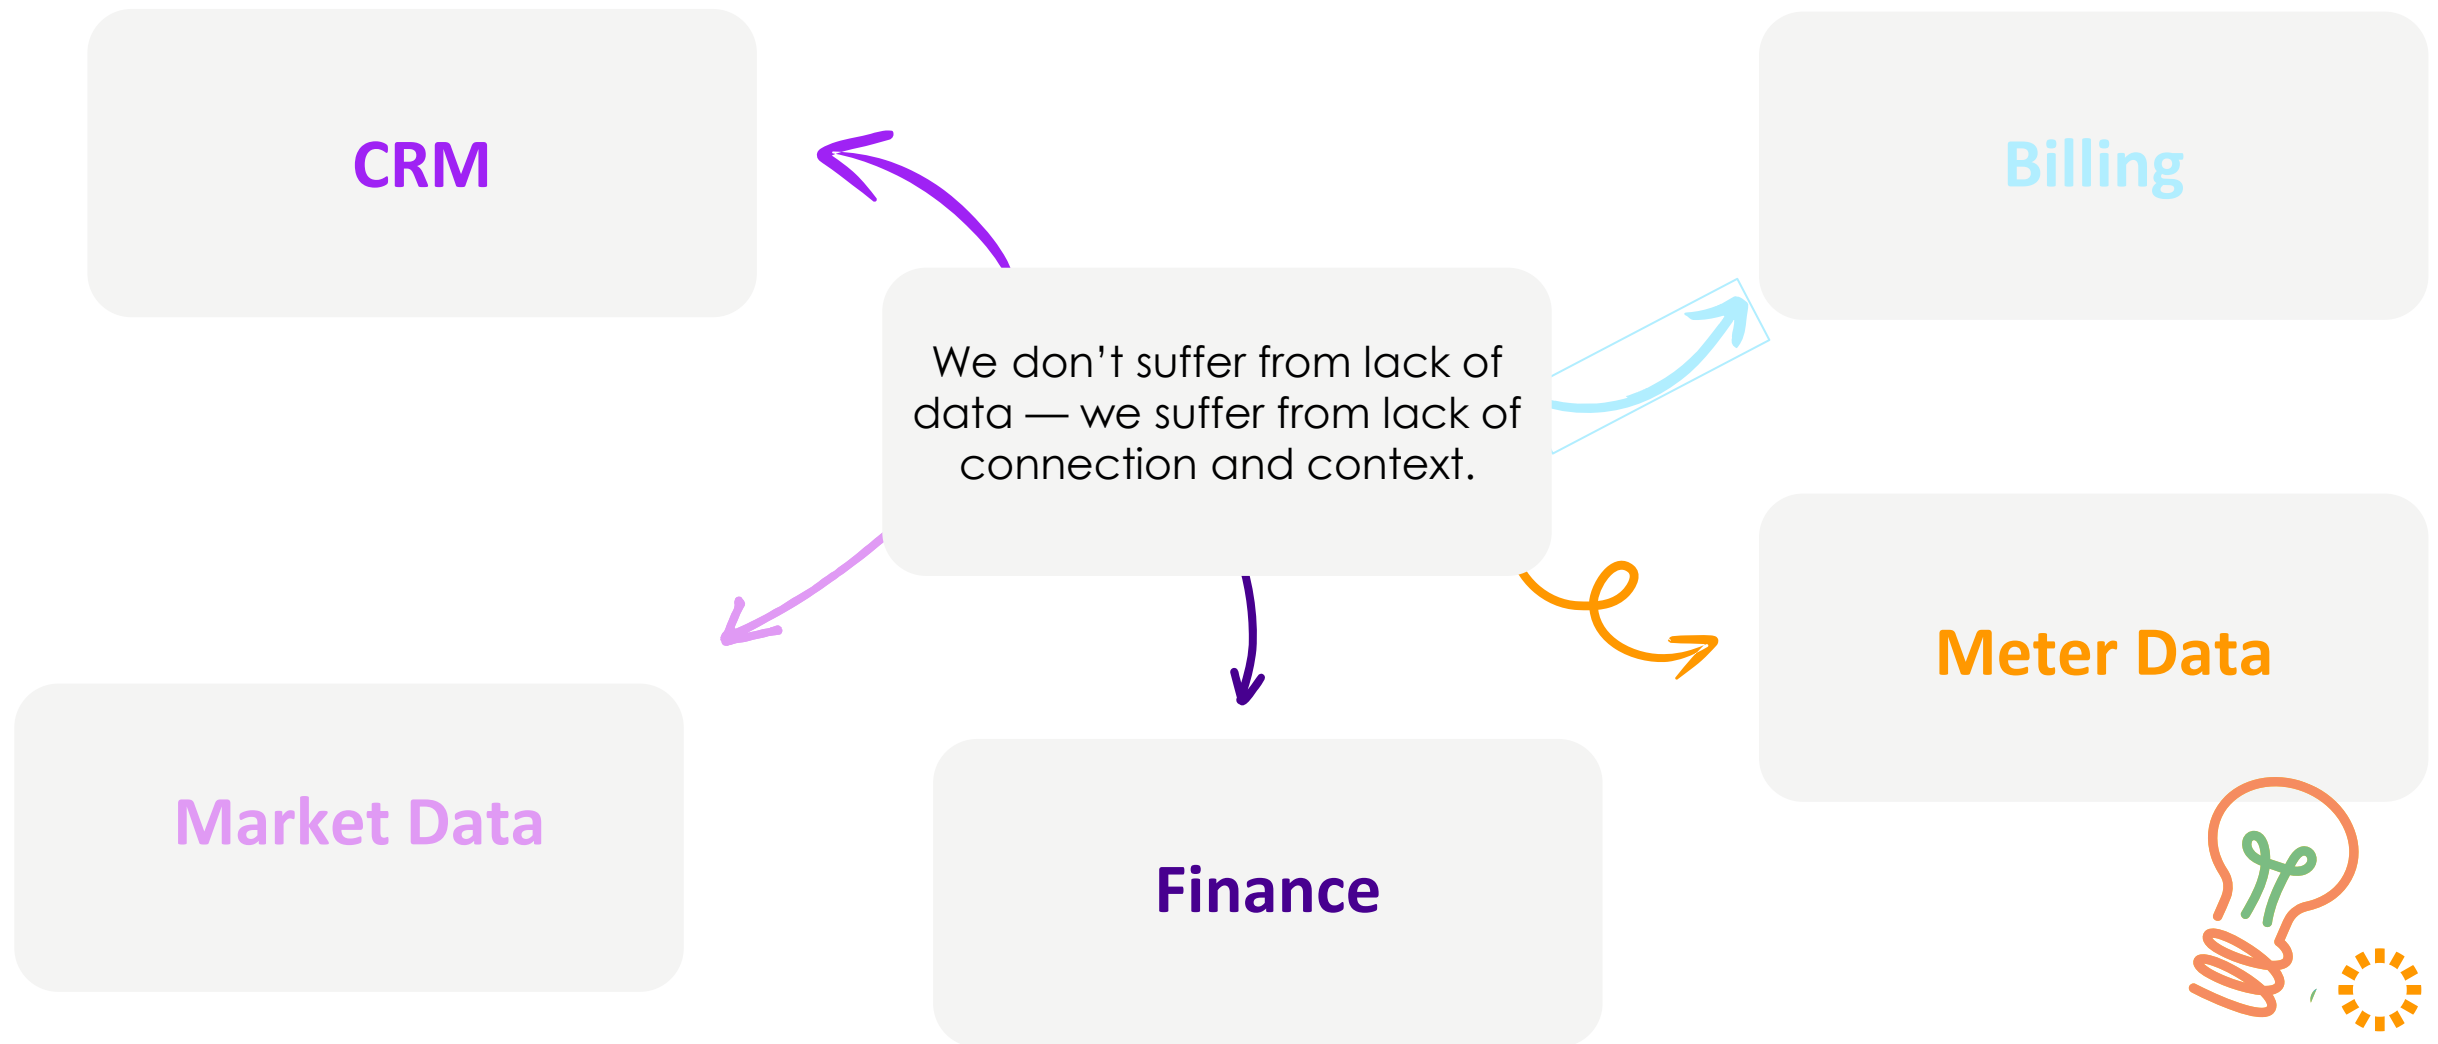 CRM
Billing
We don’t suffer from lack of
data — we suffer from lack of
connection and context.
Meter Data
Market Data
Finance